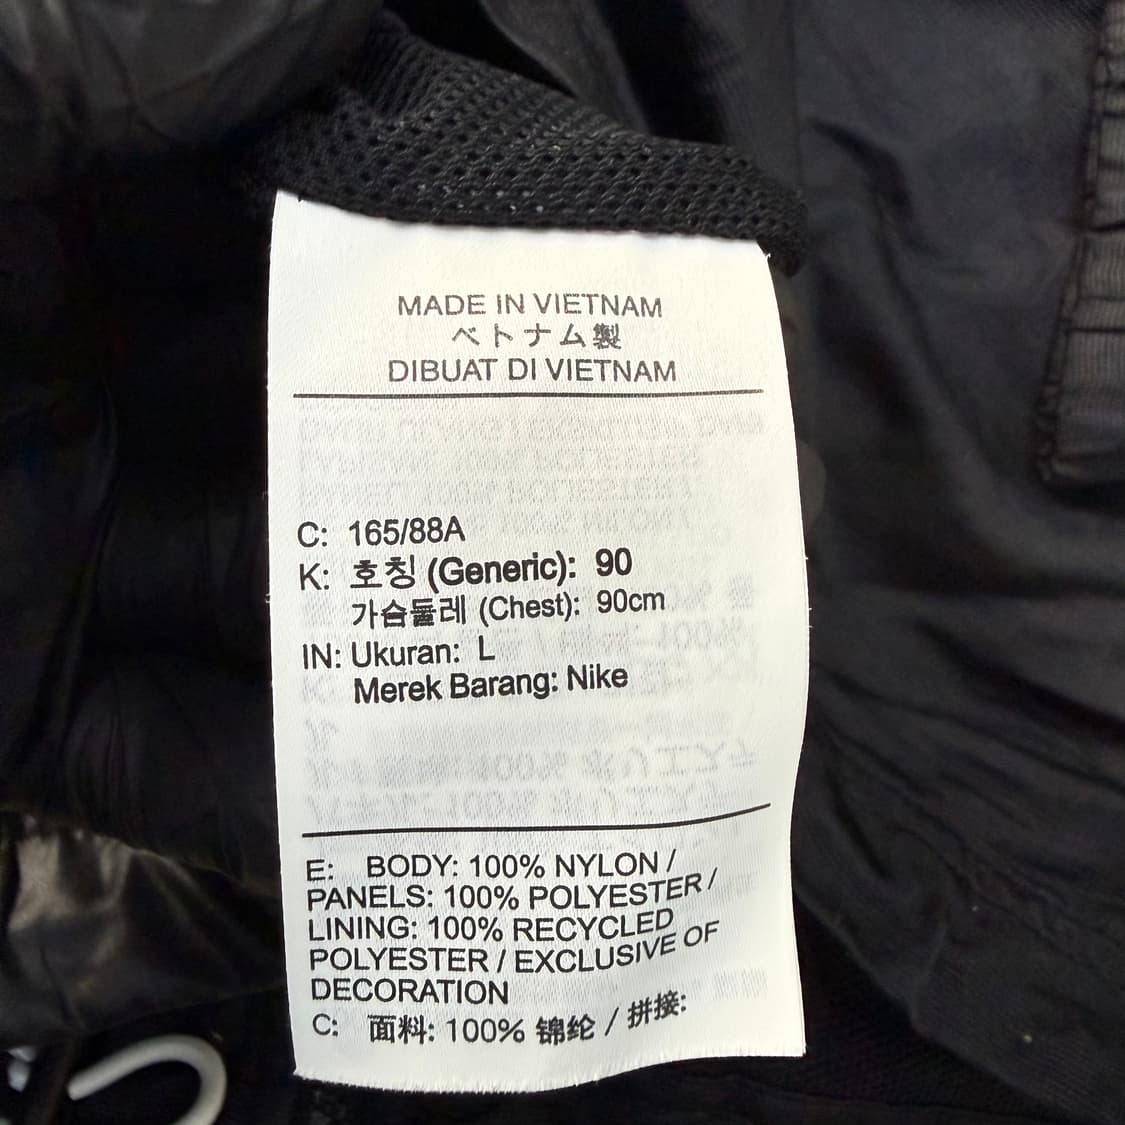 MADE IN VIETNAM
ベトナム製
DIBUAT DI VIETNAM
C: 165/88A
K: 호칭 (Generic): 90
가슴둘레 (Chest): 90cm
IN: Ukuran: L
Merek Barang: Nike
E: BODY: 100% NYLON /
PANELS: 100% POLYESTER /
LINING: 100% RECYCLED
POLYESTER / EXCLUSIVE OF
DECORATION
C: 面料: 100% 锦纶 / 拼接: